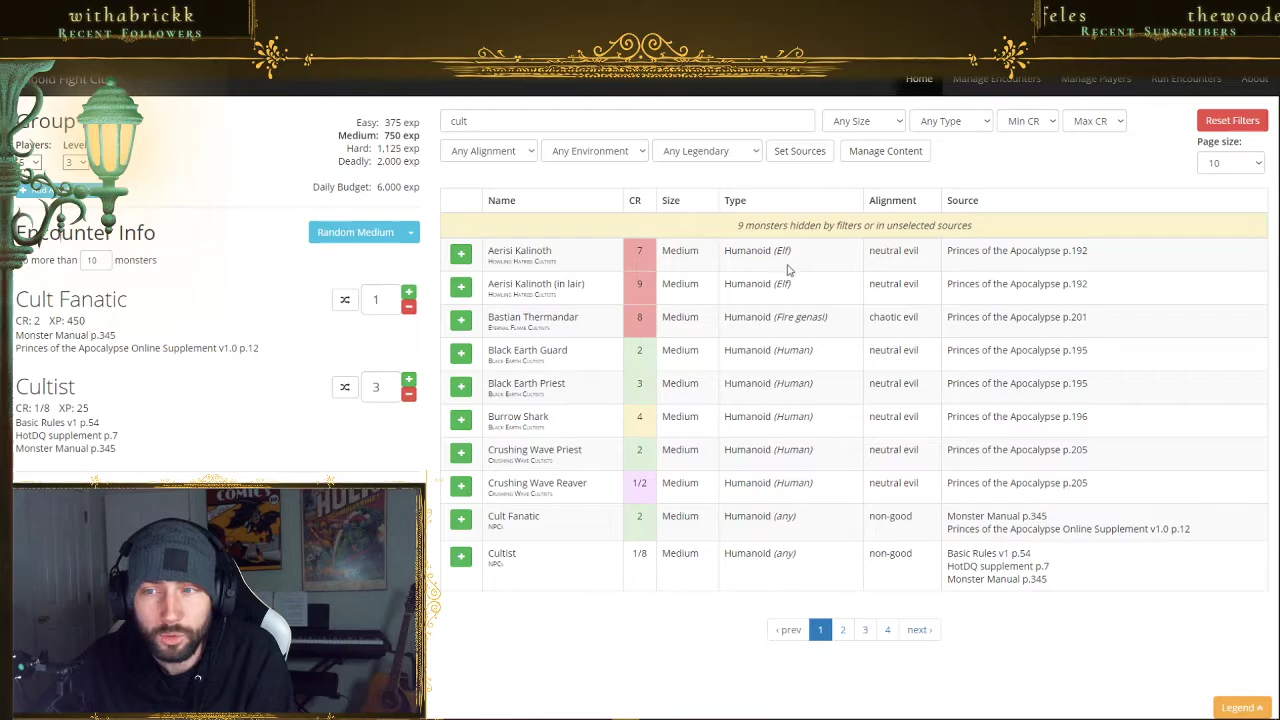 withabrickk
Recent Followers
feles thewoode
Recent Subscribers
Kobold Fight Club
Home Manage Encounters Manage Players Run Encounters About
Group
Players: Level
5 3
Easy: 375 exp
Medium: 750 exp
Hard: 1,125 exp
Deadly: 2,000 exp
Daily Budget: 6,000 exp
Encounter Info
Random Medium
No more than 10 monsters
Cult Fanatic
1
CR: 2 XP: 450
Monster Manual p.345
Princes of the Apocalypse Online Supplement v1.0 p.12
Cultist
3
CR: 1/8 XP: 25
Basic Rules v1 p.54
HotDQ supplement p.7
Monster Manual p.345
cult Any Size Any Type Min CR Max CR Reset Filters
Any Alignment Any Environment Any Legendary Set Sources Manage Content
Page size:
10
Name CR Size Type Alignment Source
9 monsters hidden by filters or in unselected sources
Aerisi Kalinoth 7 Medium Humanoid (Elf) neutral evil Princes of the Apocalypse p.192
Howling Hatred Cultists
Aerisi Kalinoth (in lair) 9 Medium Humanoid (Elf) neutral evil Princes of the Apocalypse p.192
Howling Hatred Cultists
Bastian Thermandar 8 Medium Humanoid (Fire genasi) chaotic evil Princes of the Apocalypse p.201
Eternal Flame Cultists
Black Earth Guard 2 Medium Humanoid (Human) neutral evil Princes of the Apocalypse p.195
Black Earth Cultists
Black Earth Priest 3 Medium Humanoid (Human) neutral evil Princes of the Apocalypse p.195
Black Earth Cultists
Burrow Shark 4 Medium Humanoid (Human) neutral evil Princes of the Apocalypse p.196
Black Earth Cultists
Crushing Wave Priest 2 Medium Humanoid (Human) neutral evil Princes of the Apocalypse p.205
Crushing Wave Cultists
Crushing Wave Reaver 1/2 Medium Humanoid (Human) neutral evil Princes of the Apocalypse p.205
Crushing Wave Cultists
Cult Fanatic 2 Medium Humanoid (any) non-good Monster Manual p.345
NPCs Princes of the Apocalypse Online Supplement v1.0 p.12
Cultist 1/8 Medium Humanoid (any) non-good Basic Rules v1 p.54
NPCs HotDQ supplement p.7
Monster Manual p.345
‹ prev 1 2 3 4 next ›
COMICS
Legend